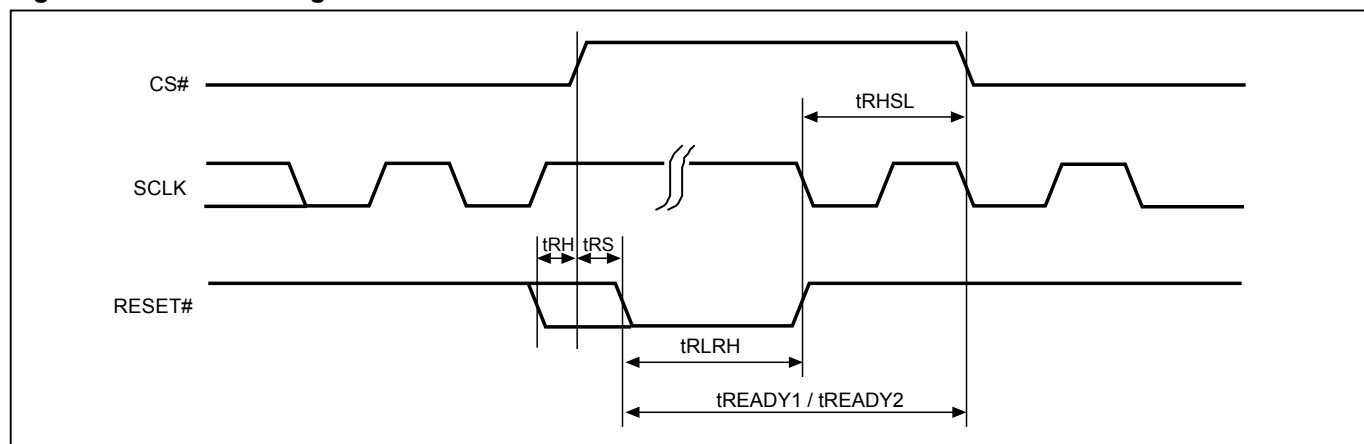 CS#
tRHSL
SCLK
tRH tRS
RESET#
tRLRH
tREADY1 / tREADY2